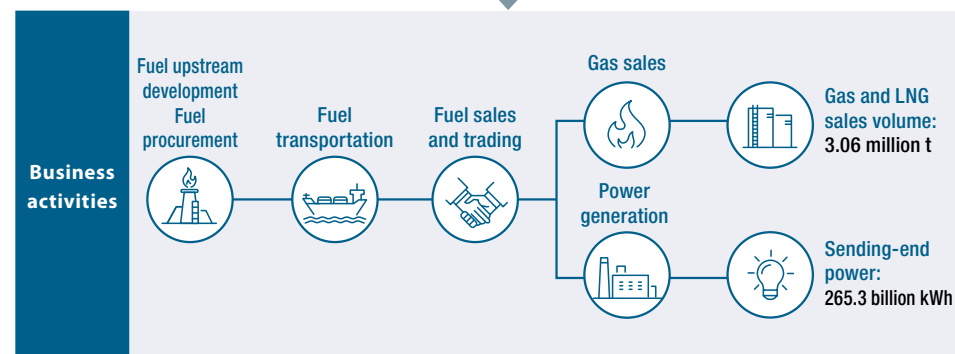 Business
activities
Fuel upstream
development
Fuel
procurement
Fuel
transportation
Fuel sales
and trading
Gas sales
Gas and LNG
sales volume:
3.06 million t
Power
generation
Sending-end
power:
265.3 billion kWh